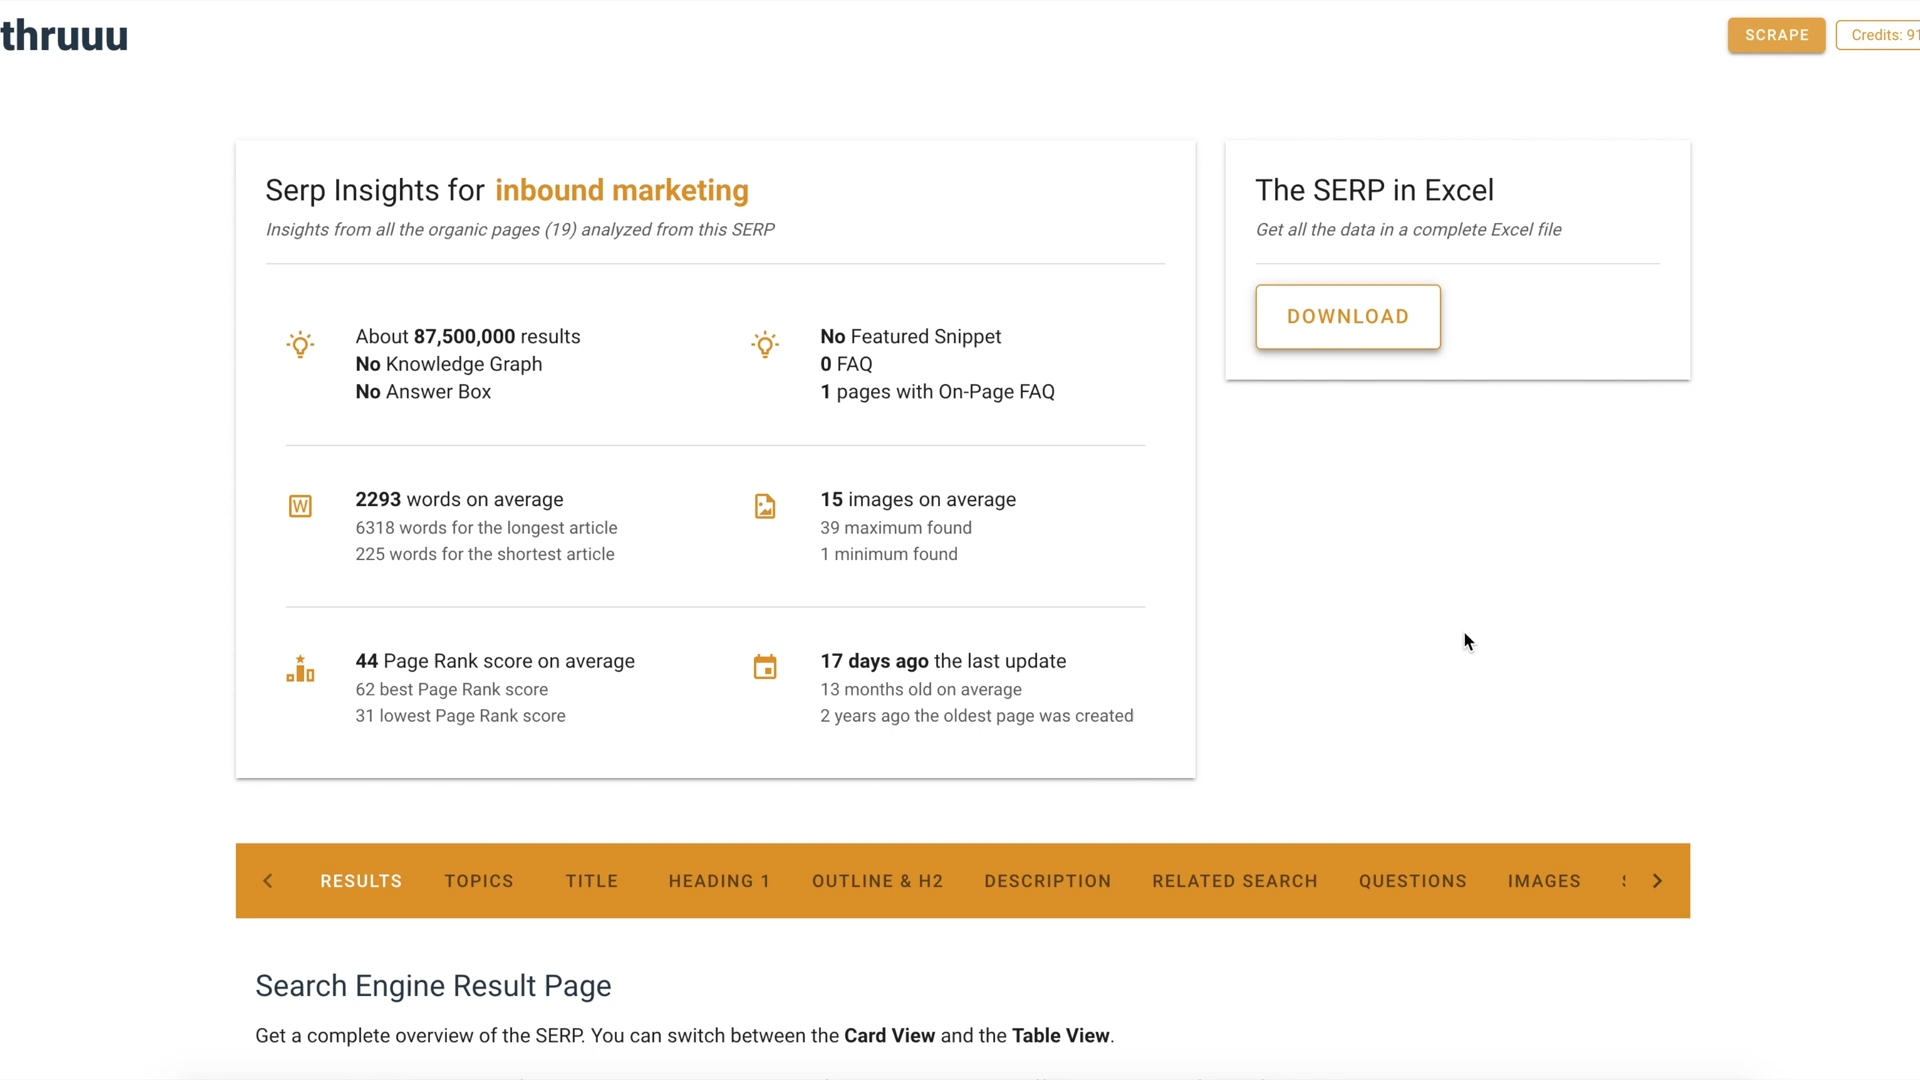 thruuu
SCRAPE
Credits: 91
Serp Insights for inbound marketing
Insights from all the organic pages (19) analyzed from this SERP
The SERP in Excel
Get all the data in a complete Excel file
DOWNLOAD
About 87,500,000 results
No Knowledge Graph
No Answer Box
No Featured Snippet
0 FAQ
1 pages with On-Page FAQ
2293 words on average
6318 words for the longest article
225 words for the shortest article
15 images on average
39 maximum found
1 minimum found
44 Page Rank score on average
62 best Page Rank score
31 lowest Page Rank score
17 days ago the last update
13 months old on average
2 years ago the oldest page was created
RESULTS TOPICS TITLE HEADING 1 OUTLINE & H2 DESCRIPTION RELATED SEARCH QUESTIONS IMAGES
Search Engine Result Page
Get a complete overview of the SERP. You can switch between the Card View and the Table View.